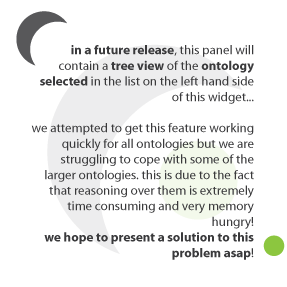 in a future release, this panel will
contain a tree view of the ontology
selected in the list on the left hand side
of this widget...
we attempted to get this feature working
quickly for all ontologies but we are
struggling to cope with some of the
larger ontologies. this is due to the fact
that reasoning over them is extremely
time consuming and very memory
hungry!
we hope to present a solution to this
problem asap!